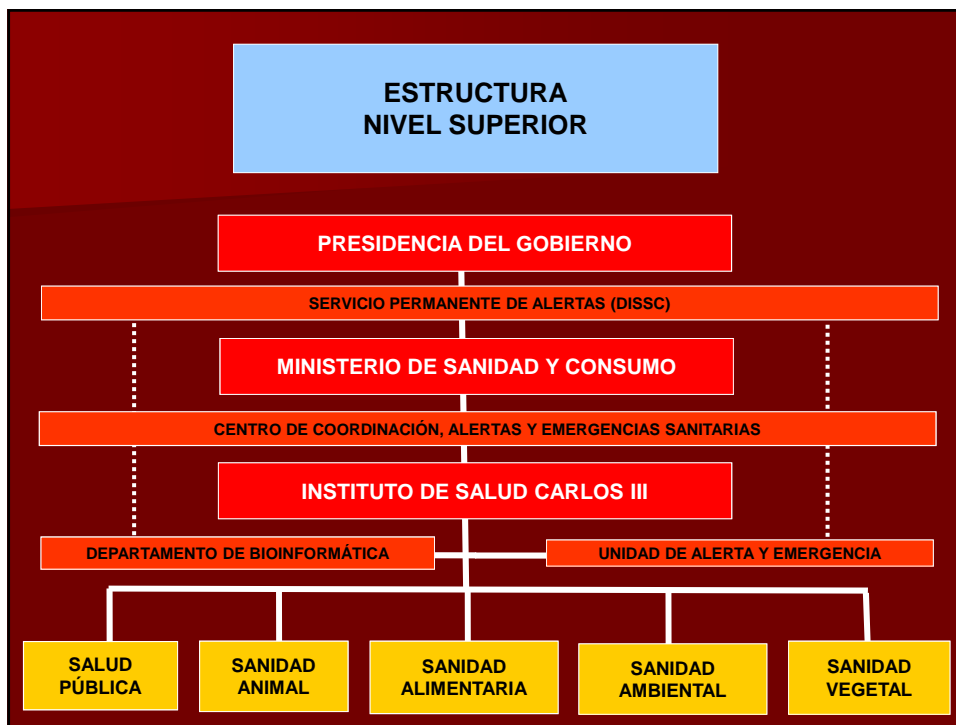 ESTRUCTURA
NIVEL SUPERIOR
PRESIDENCIA DEL GOBIERNO
SERVICIO PERMANENTE DE ALERTAS (DISSC)
MINISTERIO DE SANIDAD Y CONSUMO
CENTRO DE COORDINACIÓN, ALERTAS Y EMERGENCIAS SANITARIAS
INSTITUTO DE SALUD CARLOS III
DEPARTAMENTO DE BIOINFORMÁTICA
UNIDAD DE ALERTA Y EMERGENCIA
SALUD
PÚBLICA
SANIDAD
ANIMAL
SANIDAD
ALIMENTARIA
SANIDAD
AMBIENTAL
SANIDAD
VEGETAL